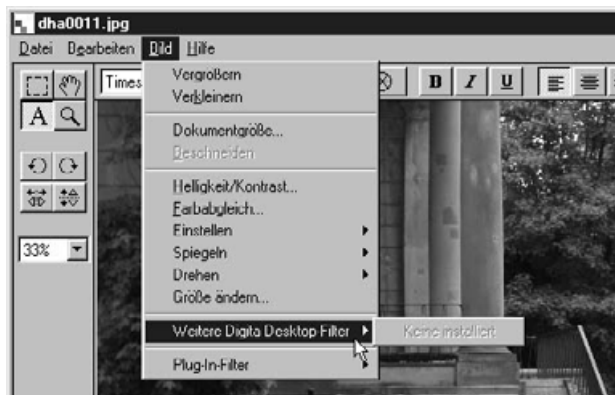 dha0011.jpg
Datei Bearbeiten Bild Hilfe
Times
B I U
A
33%
Vergrößern
Verkleinern
Dokumentgröße...
Beschneiden
Helligkeit/Kontrast...
Farbabgleich...
Einstellen
Spiegeln
Drehen
Größe ändern...
Weitere Digita Desktop-Filter
Keine installiert
Plug-In-Filter